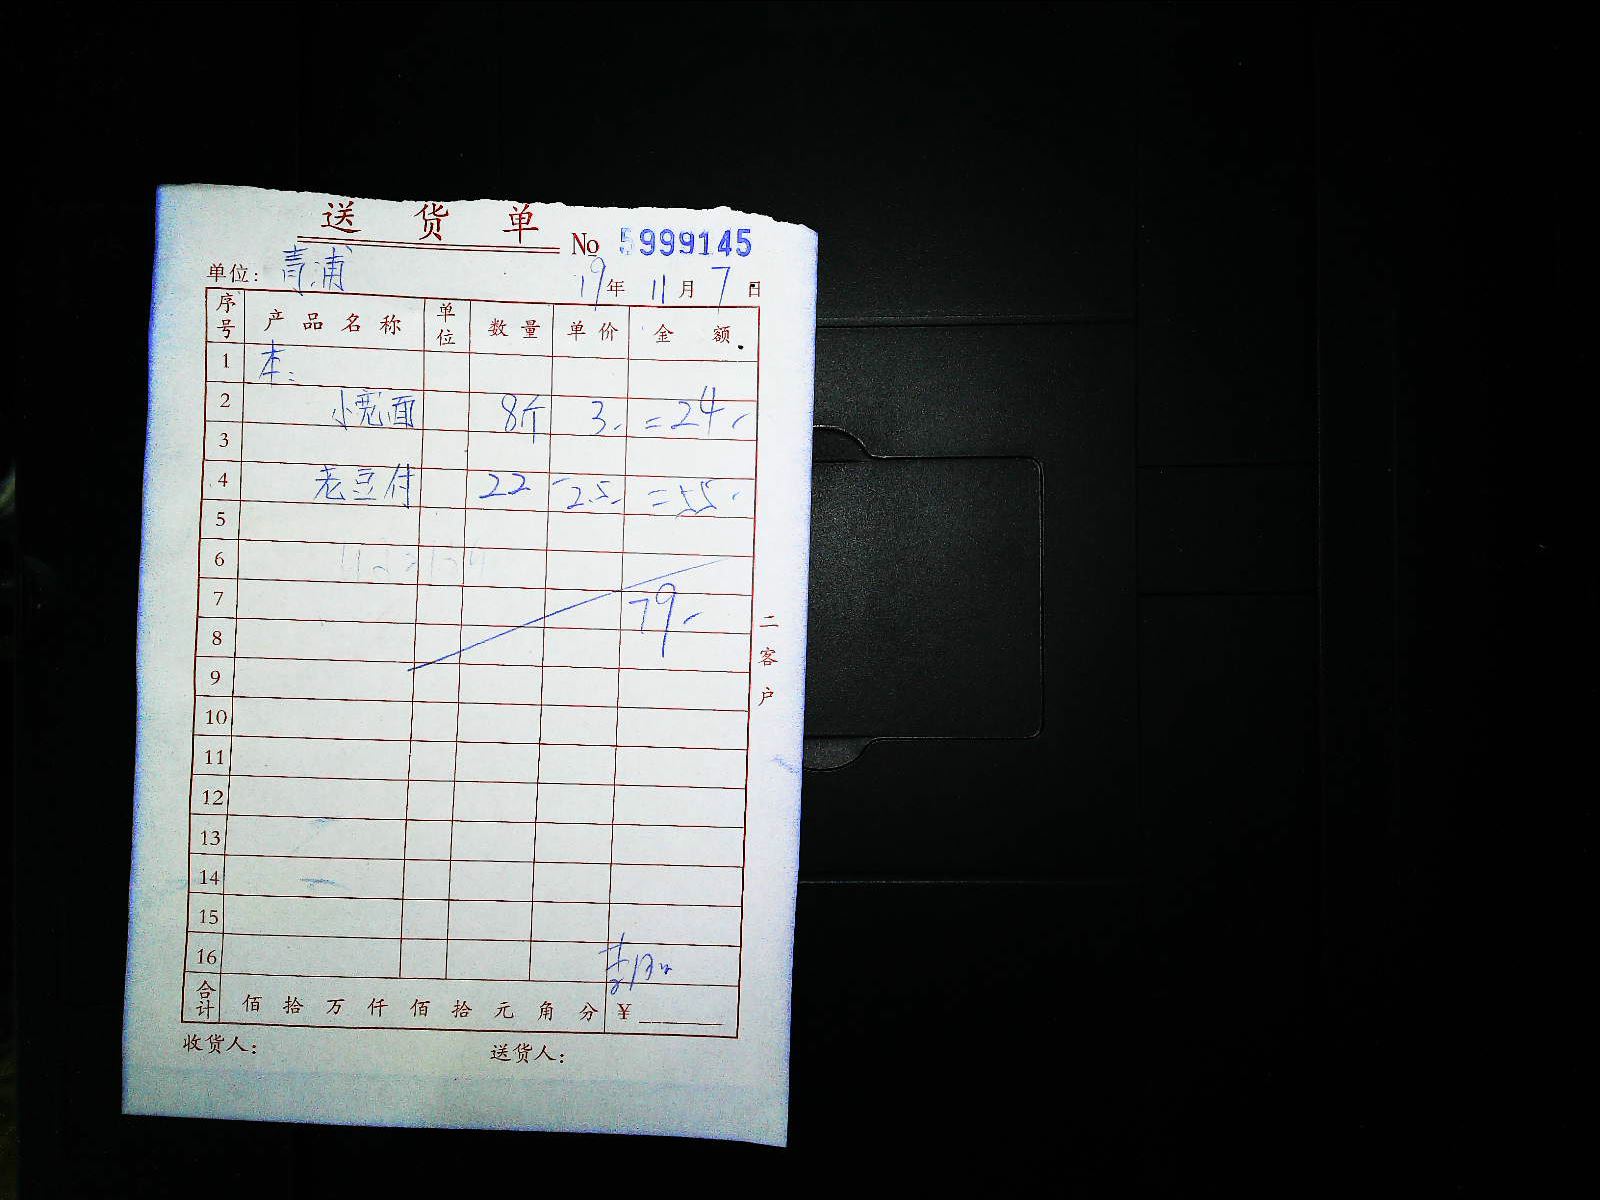 送货单
No 5999145
单位: 青浦 19年 11月 7日
序号 产品名称 单位 数量 单价 金额
1 本:
2 小宽面 8斤 3.- =24.-
3
4 老豆付 22 2.5.- =55.-
5
6
7 79.-
8
9
10
11
12
13
14
15
16
合计 佰 拾 万 仟 佰 拾 元 角 分 ¥
收货人: 送货人:
二客户